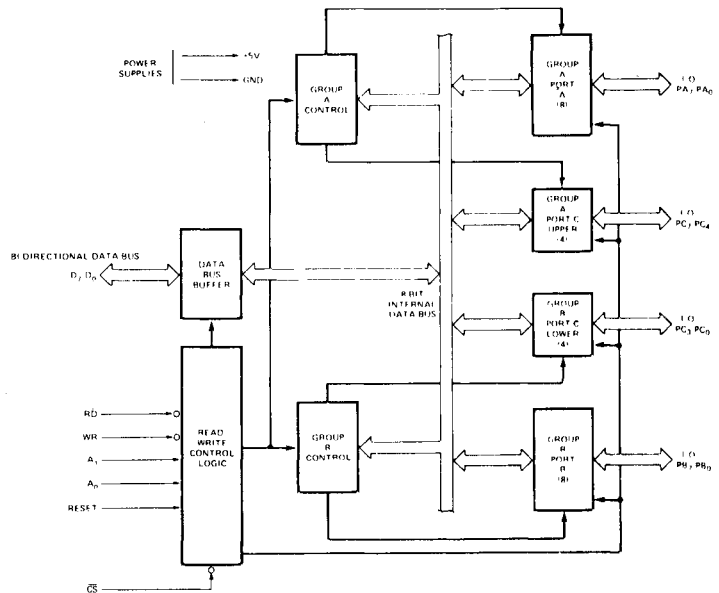 POWER
SUPPLIES
+5V
GND
GROUP
A
CONTROL
GROUP
A
PORT
A
(8)
I O
PA7 PA0
GROUP
A
PORT C
UPPER
(4)
I O
PC7 PC4
BI DIRECTIONAL DATA BUS
D7 D0
DATA
BUS
BUFFER
8 BIT
INTERNAL
DATA BUS
GROUP
B
PORT C
LOWER
(4)
I O
PC3 PC0
RD
WR
A1
A0
RESET
CS
READ
WRITE
CONTROL
LOGIC
GROUP
B
CONTROL
GROUP
B
PORT
B
(8)
I O
PB7 PB0